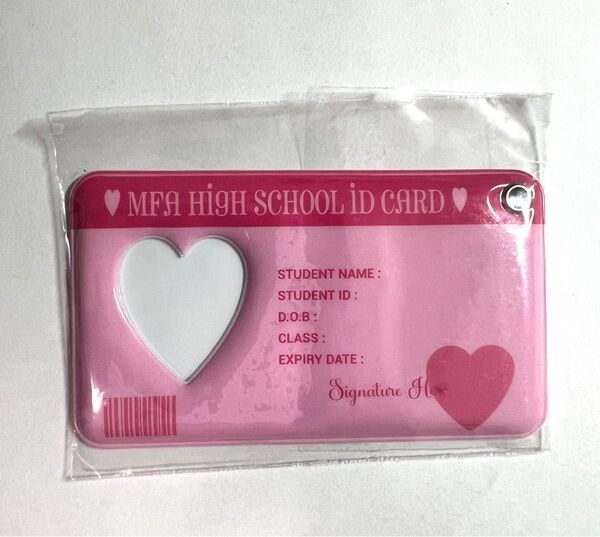 MFA HiGH SCHOOL iD CARD
STUDENT NAME :
STUDENT ID :
D.O.B :
CLASS :
EXPIRY DATE :
Signature Here